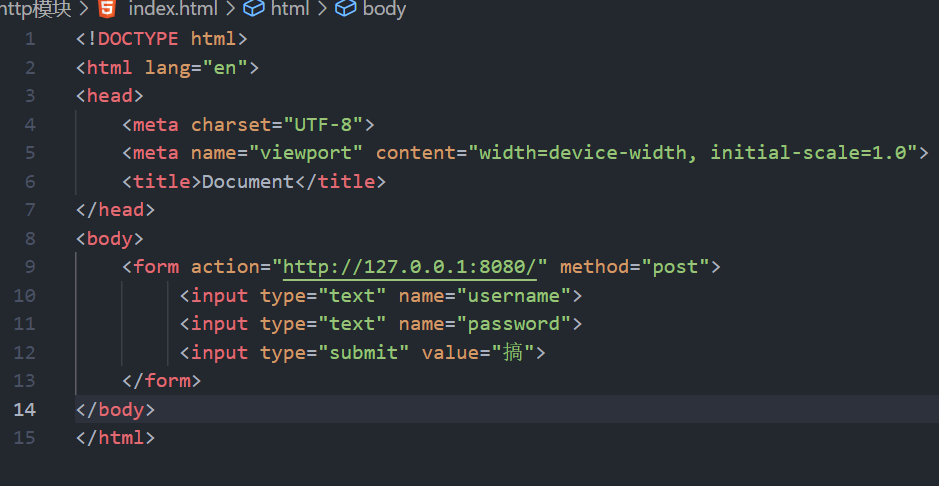 http模块 > index.html > html > body
1 <!DOCTYPE html>
2 <html lang="en">
3 <head>
4 <meta charset="UTF-8">
5 <meta name="viewport" content="width=device-width, initial-scale=1.0">
6 <title>Document</title>
7 </head>
8 <body>
9 <form action="http://127.0.0.1:8080/" method="post">
10 <input type="text" name="username">
11 <input type="text" name="password">
12 <input type="submit" value="搞">
13 </form>
14 </body>
15 </html>